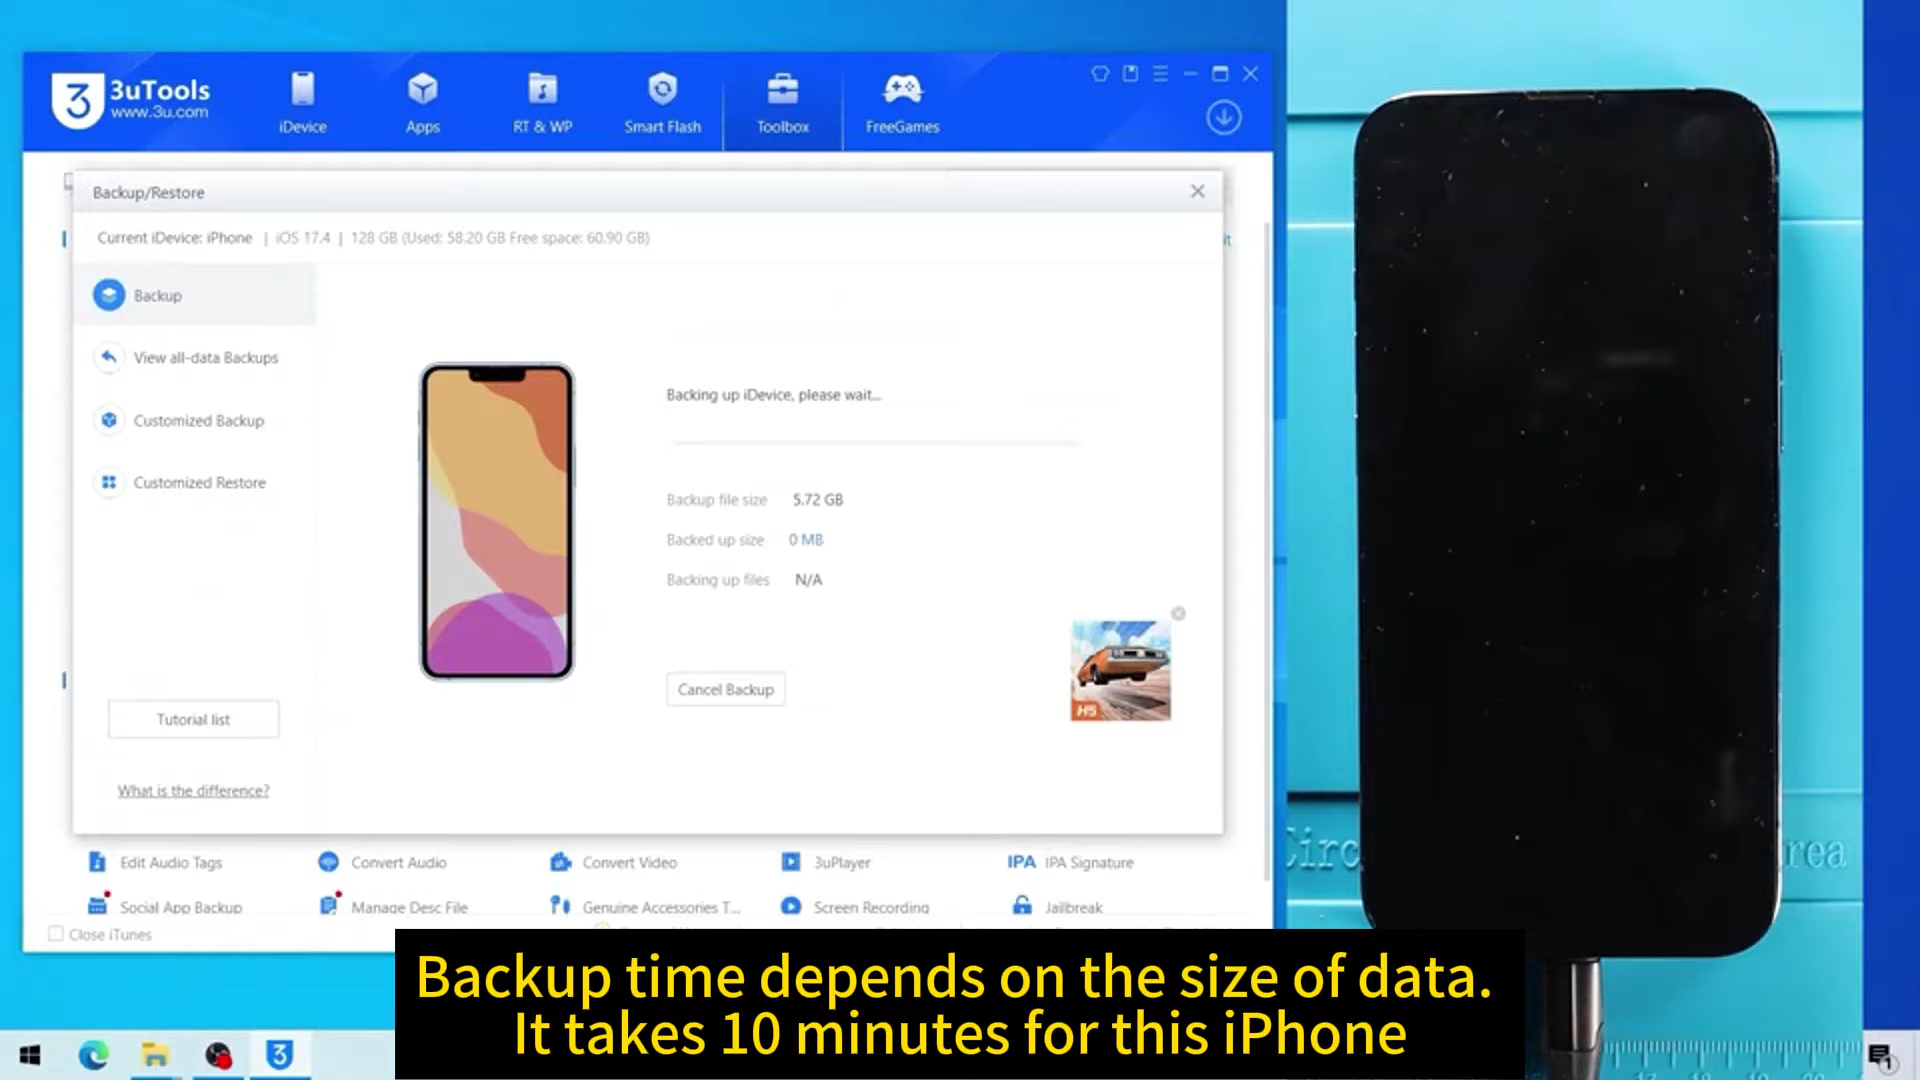 3uTools
www.3u.com
iDevice
Apps
RT & WP
Smart Flash
Toolbox
FreeGames
Backup/Restore
Current iDevice: iPhone | iOS 17.4 | 128 GB (Used: 58.20 GB Free space: 60.90 GB)
Backup
View all-data Backups
Customized Backup
Customized Restore
Tutorial list
What is the difference?
Backing up iDevice, please wait...
Backup file size 5.72 GB
Backed up size 0 MB
Backing up files N/A
Cancel Backup
H5
Edit Audio Tags
Convert Audio
Convert Video
3uPlayer
IPA IPA Signature
Social App Backup
Manage Desc File
Genuine Accessories T...
Screen Recording
Jailbreak
Close iTunes
Circ
rea
Backup time depends on the size of data.
It takes 10 minutes for this iPhone
1